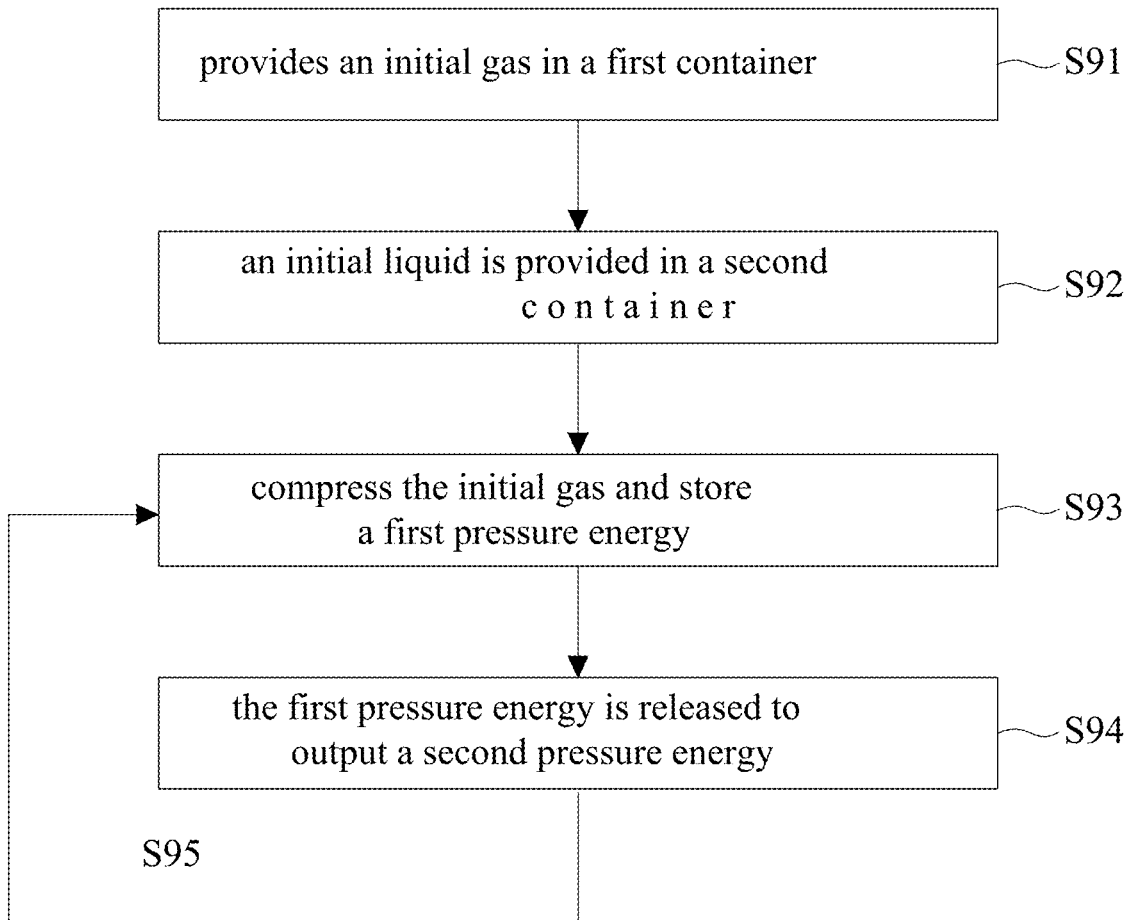 provides an initial gas in a first container
S91
an initial liquid is provided in a second
c o n t a i n e r
S92
compress the initial gas and store
a first pressure energy
S93
the first pressure energy is released to
output a second pressure energy
S94
S95